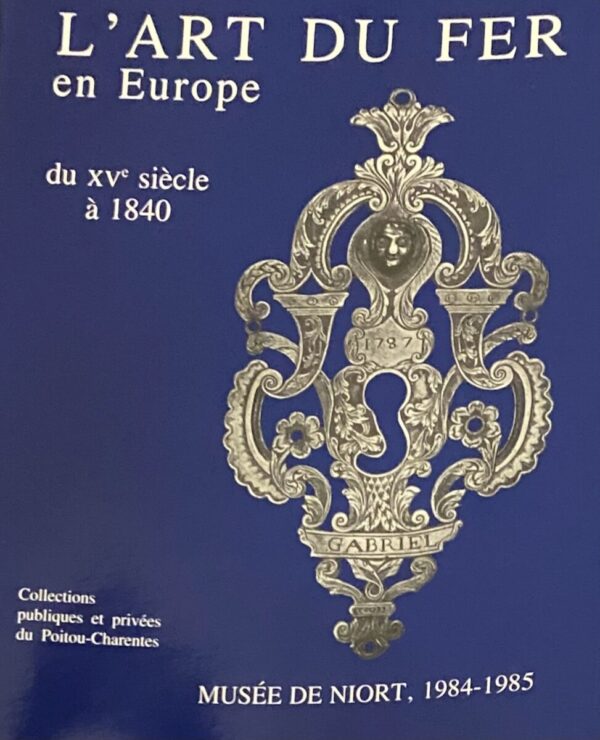 L'ART DU FER
en Europe
du XVe siècle
à 1840
1787
GABRIEL
Collections
publiques et privées
du Poitou-Charentes
MUSÉE DE NIORT, 1984-1985